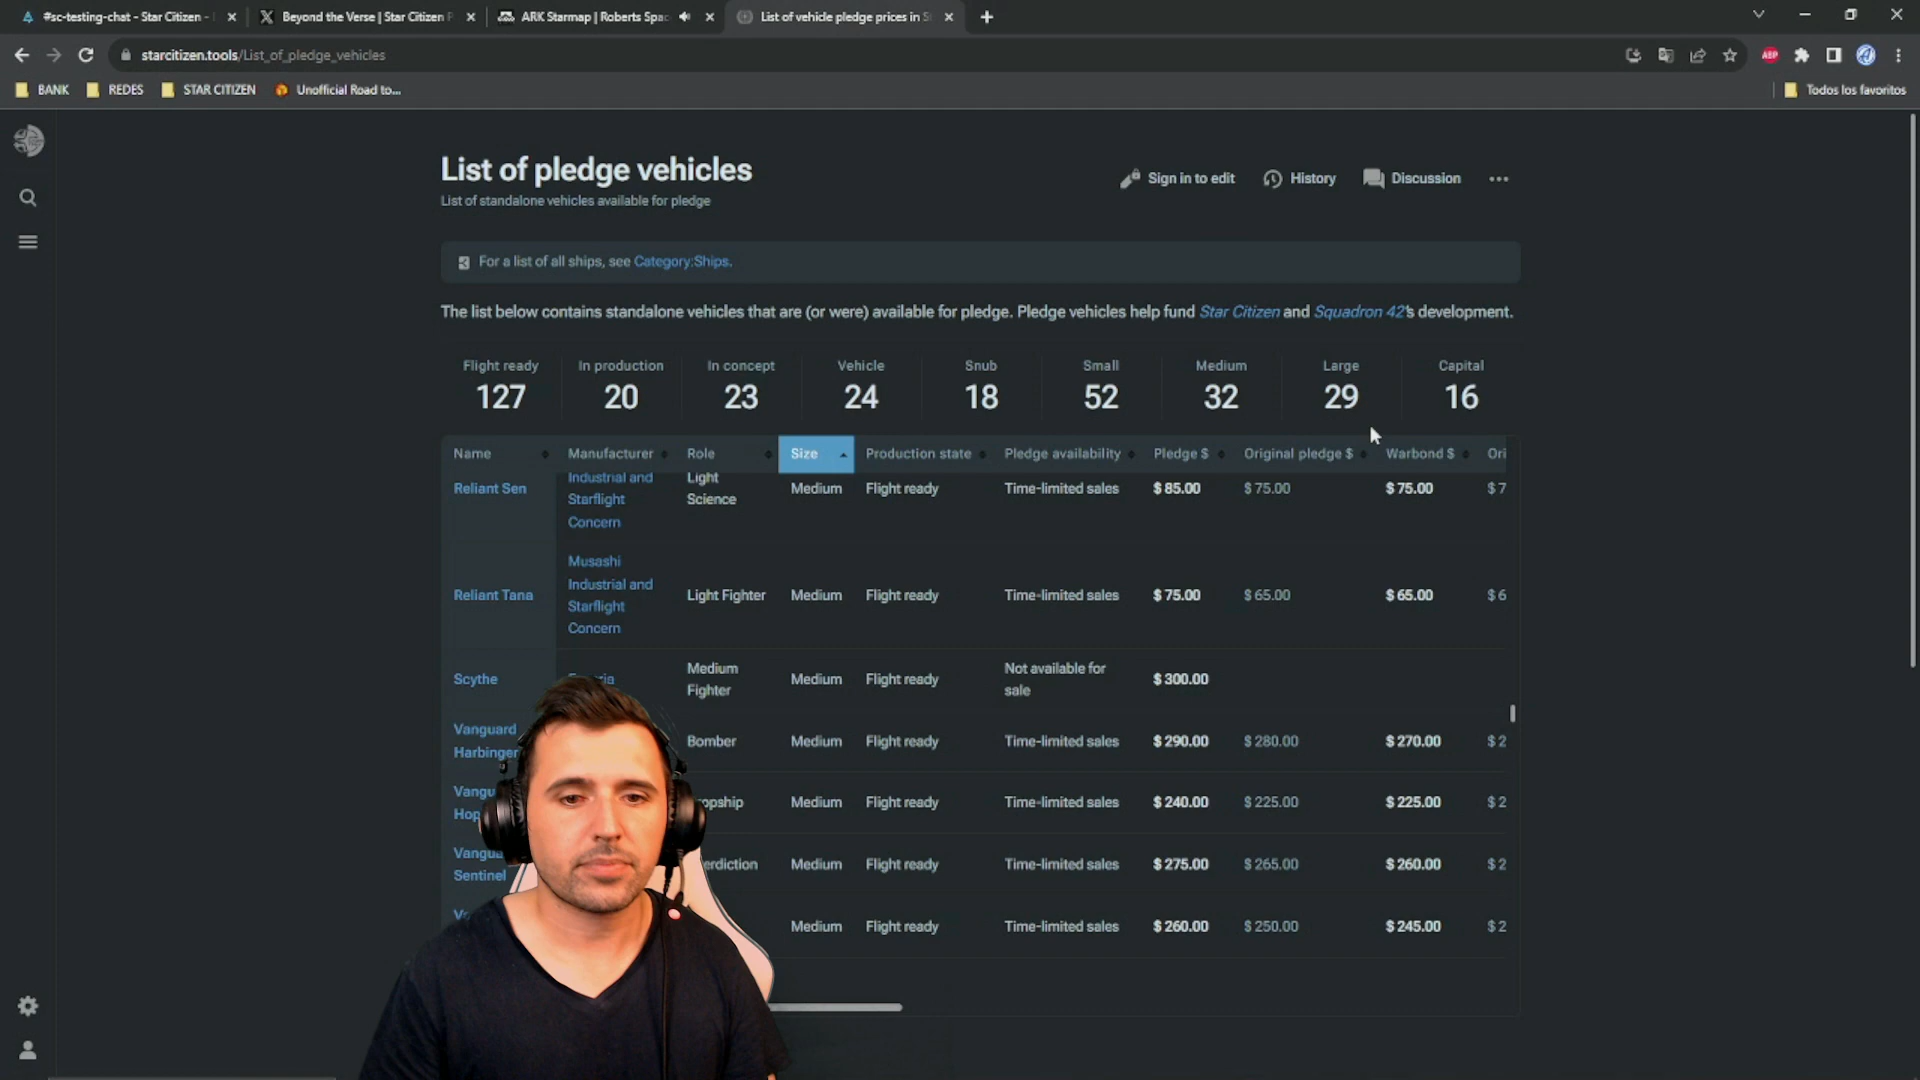 #sc-testing-chat - Star Citizen -
Beyond the Verse | Star Citizen
ARK Starmap | Roberts Spac
List of vehicle pledge prices in S
starcitizen.tools/List_of_pledge_vehicles
ABP
BANK
REDES
STAR CITIZEN
Unofficial Road to...
Todos los favoritos
List of pledge vehicles
List of standalone vehicles available for pledge
Sign in to edit
History
Discussion
For a list of all ships, see Category:Ships.
The list below contains standalone vehicles that are (or were) available for pledge. Pledge vehicles help fund Star Citizen and Squadron 42's development.
Flight ready In production In concept Vehicle Snub Small Medium Large Capital
127 20 23 24 18 52 32 29 16
Name Manufacturer Role Size Production state Pledge availability Pledge $ Original pledge $ Warbond $ Ori
Industrial and Light
Reliant Sen Starflight Science Medium Flight ready Time-limited sales $ 85.00 $ 75.00 $ 75.00 $ 7
Concern
Musashi
Industrial and
Reliant Tana Light Fighter Medium Flight ready Time-limited sales $ 75.00 $ 65.00 $ 65.00 $ 6
Starflight
Concern
Medium Not available for
Scythe Medium Flight ready $ 300.00
Fighter sale
Vanguard
Harbinger Bomber Medium Flight ready Time-limited sales $ 290.00 $ 280.00 $ 270.00 $ 2
Vangu
Hop opship Medium Flight ready Time-limited sales $ 240.00 $ 225.00 $ 225.00 $ 2
Vangua
Sentinel erdiction Medium Flight ready Time-limited sales $ 275.00 $ 265.00 $ 260.00 $ 2
Medium Flight ready Time-limited sales $ 260.00 $ 250.00 $ 245.00 $ 2